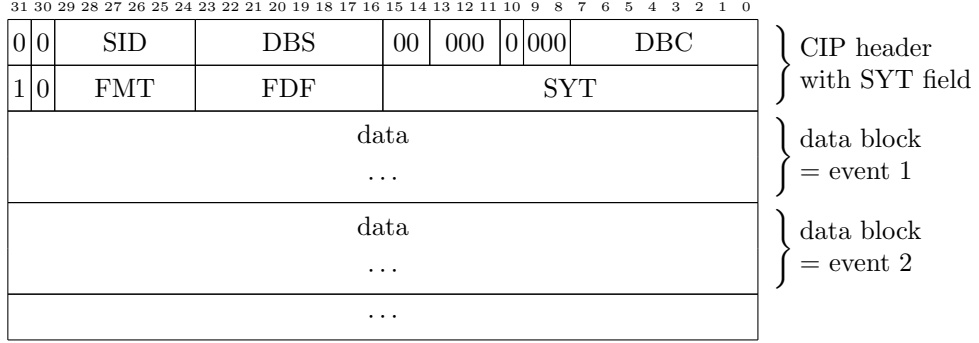 31 30 29 28 27 26 25 24 23 22 21 20 19 18 17 16 15 14 13 12 11 10 9 8 7 6 5 4 3 2 1 0
0 0 SID DBS 00 000 0 000 DBC
1 0 FMT FDF SYT
CIP header
with SYT field
data
...
data block
= event 1
data
...
data block
= event 2
...